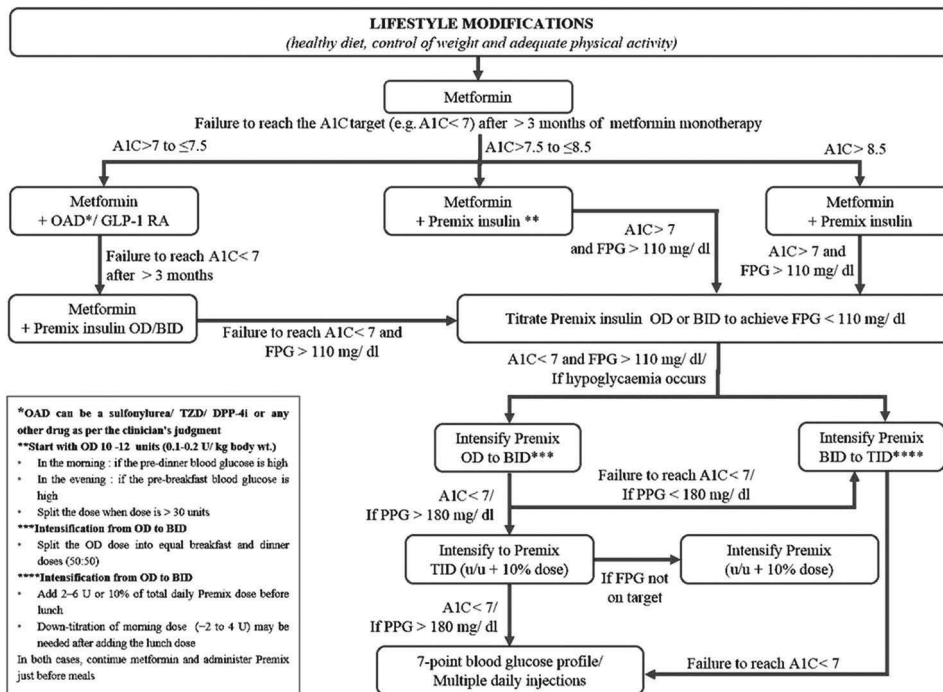 LIFESTYLE MODIFICATIONS
(healthy diet, control of weight and adequate physical activity)
Metformin
Failure to reach the A1C target (e.g. A1C< 7) after > 3 months of metformin monotherapy
A1C>7 to ≤7.5
A1C>7.5 to ≤8.5
A1C> 8.5
Metformin
+ OAD*/ GLP-1 RA
Metformin
+ Premix insulin **
Metformin
+ Premix insulin
Failure to reach A1C< 7
after > 3 months
A1C> 7
and FPG > 110 mg/ dl
A1C> 7 and
FPG > 110 mg/ dl
Metformin
+ Premix insulin OD/BID
Failure to reach A1C< 7 and
FPG > 110 mg/ dl
Titrate Premix insulin OD or BID to achieve FPG < 110 mg/ dl
A1C< 7 and FPG > 110 mg/ dl/
If hypoglycaemia occurs
Intensify Premix
OD to BID***
Intensify Premix
BID to TID****
Failure to reach A1C< 7/
If PPG < 180 mg/ dl
A1C< 7/
If PPG > 180 mg/ dl
Intensify to Premix
TID (u/u + 10% dose)
If FPG not
on target
Intensify Premix
(u/u + 10% dose)
A1C< 7/
If PPG > 180 mg/ dl
Failure to reach A1C< 7
7-point blood glucose profile/
Multiple daily injections
*OAD can be a sulfonylurea/ TZD/ DPP-4i or any
other drug as per the clinician's judgment
**Start with OD 10 -12 units (0.1-0.2 U/ kg body wt.)
• In the morning : if the pre-dinner blood glucose is high
• In the evening : if the pre-breakfast blood glucose is
high
• Split the dose when dose is > 30 units
***Intensification from OD to BID
• Split the OD dose into equal breakfast and dinner
doses (50:50)
****Intensification from OD to BID
• Add 2–6 U or 10% of total daily Premix dose before
lunch
• Down-titration of morning dose (−2 to 4 U) may be
needed after adding the lunch dose
In both cases, continue metformin and administer Premix
just before meals